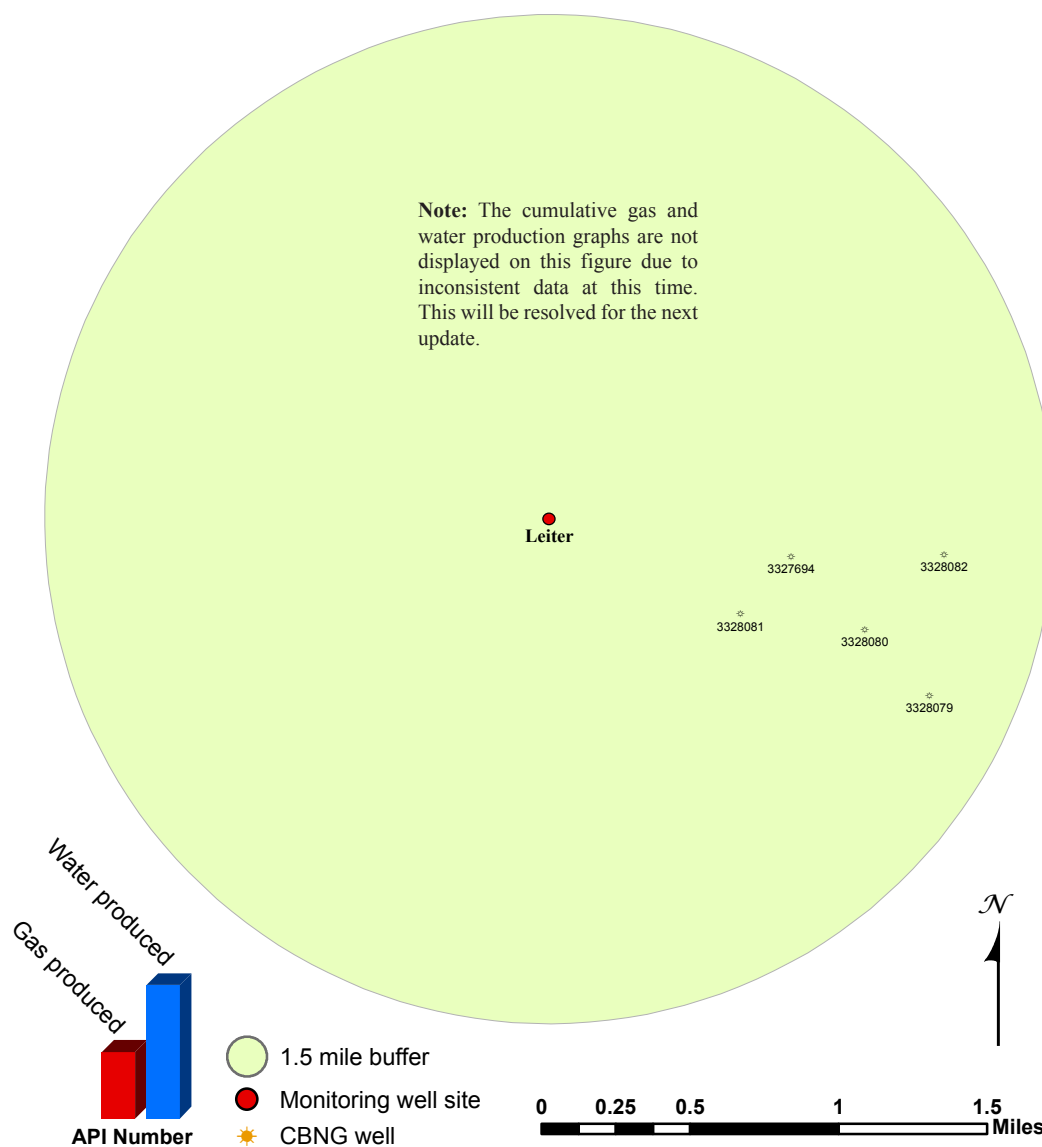 Note: The cumulative gas and
water production graphs are not
displayed on this figure due to
inconsistent data at this time.
This will be resolved for the next
update.
Leiter
3327694
3328082
3328081
3328080
3328079
Water produced
Gas produced
API Number
1.5 mile buffer
Monitoring well site
CBNG well
N
0 0.25 0.5 1 1.5
Miles